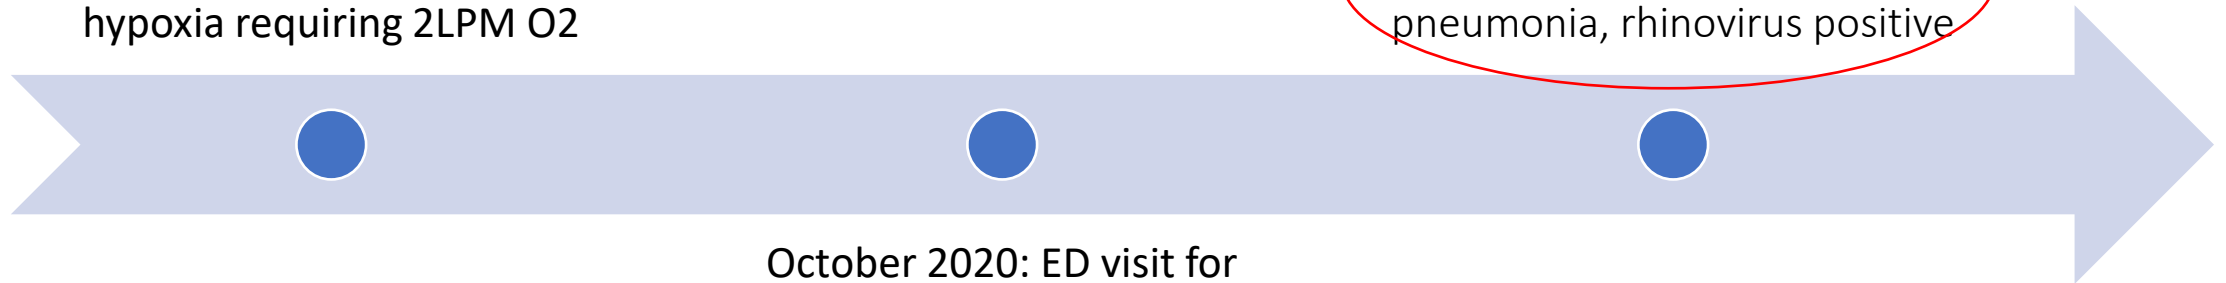 hypoxia requiring 2LPM O2
pneumonia, rhinovirus positive
October 2020: ED visit for